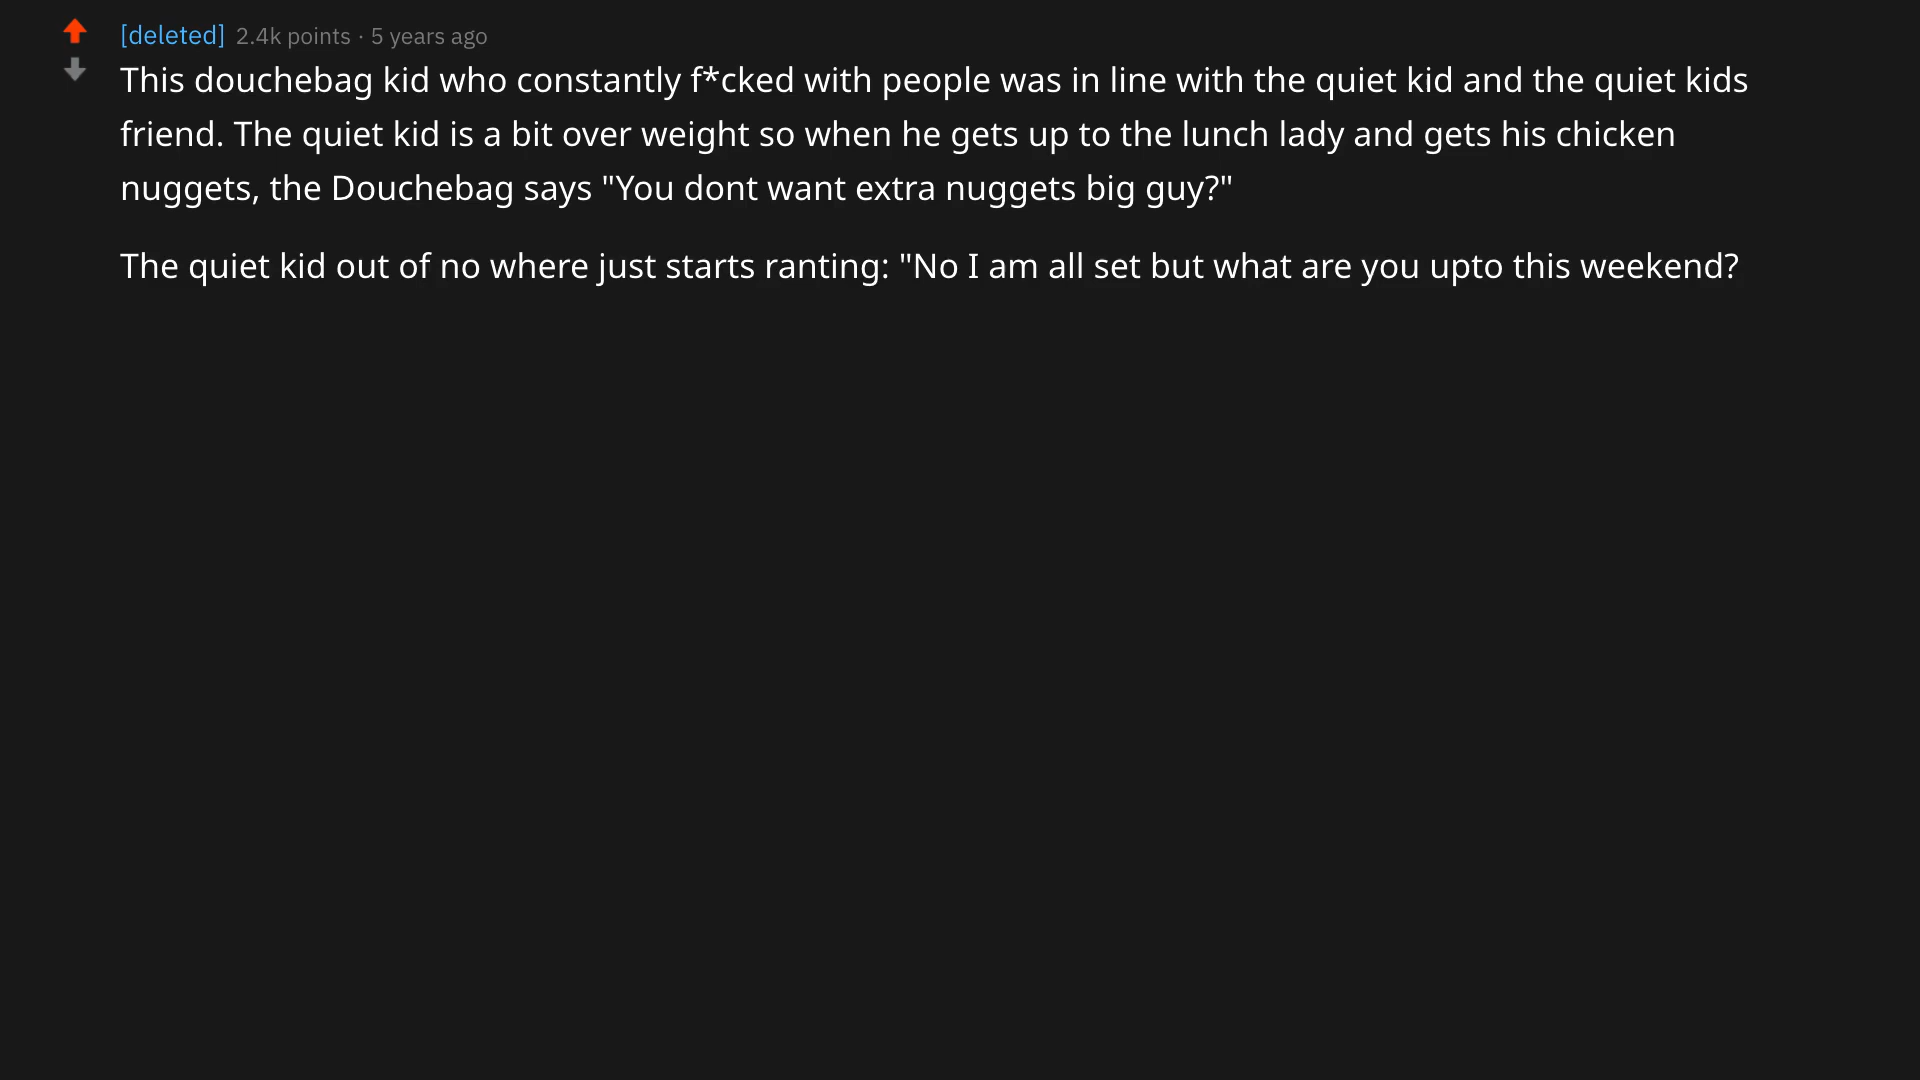 [deleted] 2.4k points · 5 years ago
This douchebag kid who constantly f*cked with people was in line with the quiet kid and the quiet kids
friend. The quiet kid is a bit over weight so when he gets up to the lunch lady and gets his chicken
nuggets, the Douchebag says "You dont want extra nuggets big guy?"
The quiet kid out of no where just starts ranting: "No I am all set but what are you upto this weekend?